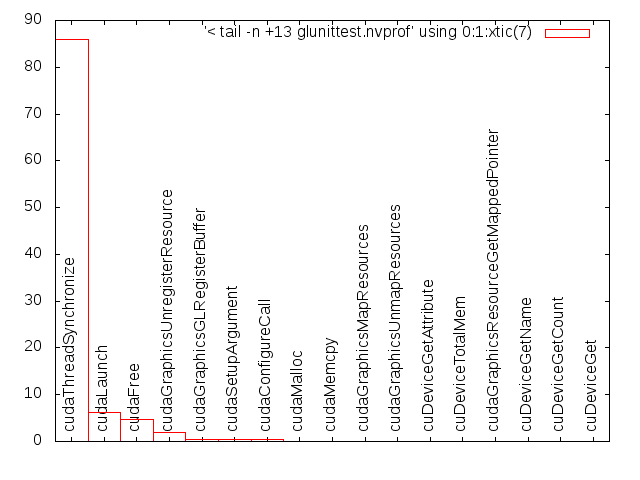 '< tail -n +13 glunittest.nvprof' using 0:1:xtic(7)
90
80
70
60
50
40
30
20
10
0
cudaThreadSynchronize
cudaLaunch
cudaFree
cudaGraphicsUnregisterResource
cudaGraphicsGLRegisterBuffer
cudaSetupArgument
cudaConfigureCall
cudaMalloc
cudaMemcpy
cudaGraphicsMapResources
cudaGraphicsUnmapResources
cuDeviceGetAttribute
cuDeviceTotalMem
cudaGraphicsResourceGetMappedPointer
cuDeviceGetName
cuDeviceGetCount
cuDeviceGet